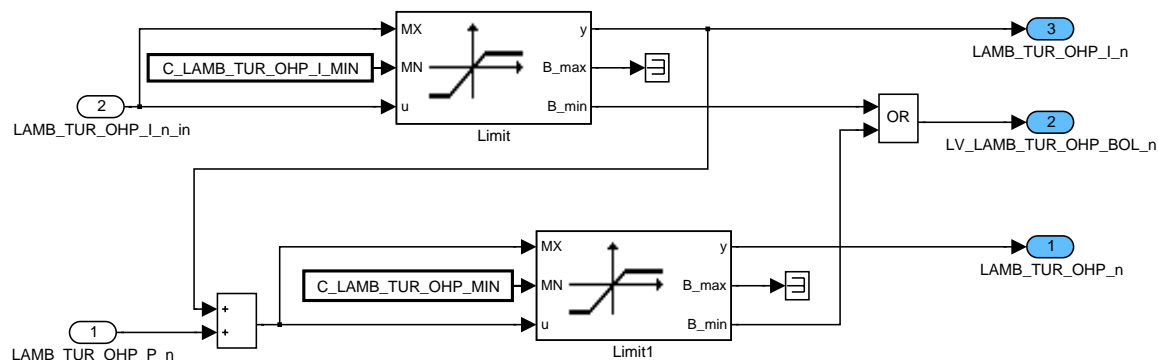 MX
y
3
LAMB_TUR_OHP_I_n
C_LAMB_TUR_OHP_I_MIN
MN
B_max
2
LAMB_TUR_OHP_I_n_in
u
B_min
Limit
OR
2
LV_LAMB_TUR_OHP_BOL_n
MX
y
1
LAMB_TUR_OHP_n
C_LAMB_TUR_OHP_MIN
MN
B_max
+
+
1
LAMB_TUR_OHP_P_n
u
B_min
Limit1